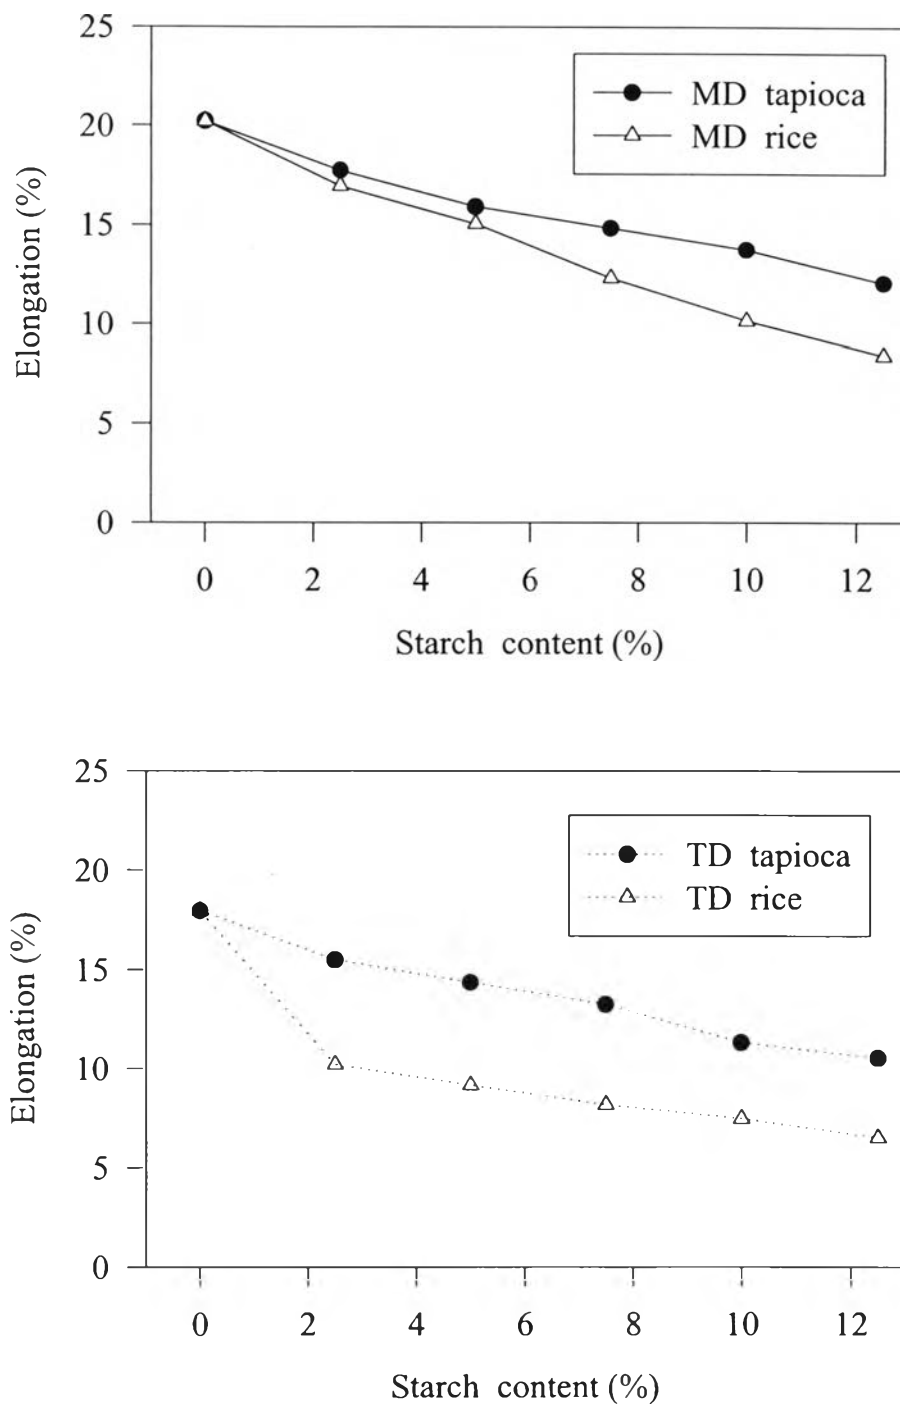 25
20
15
10
5
0
Elongation (%)
MD tapioca
MD rice
0 2 4 6 8 10 12
Starch content (%)
25
20
15
10
5
0
Elongation (%)
TD tapioca
TD rice
0 2 4 6 8 10 12
Starch content (%)